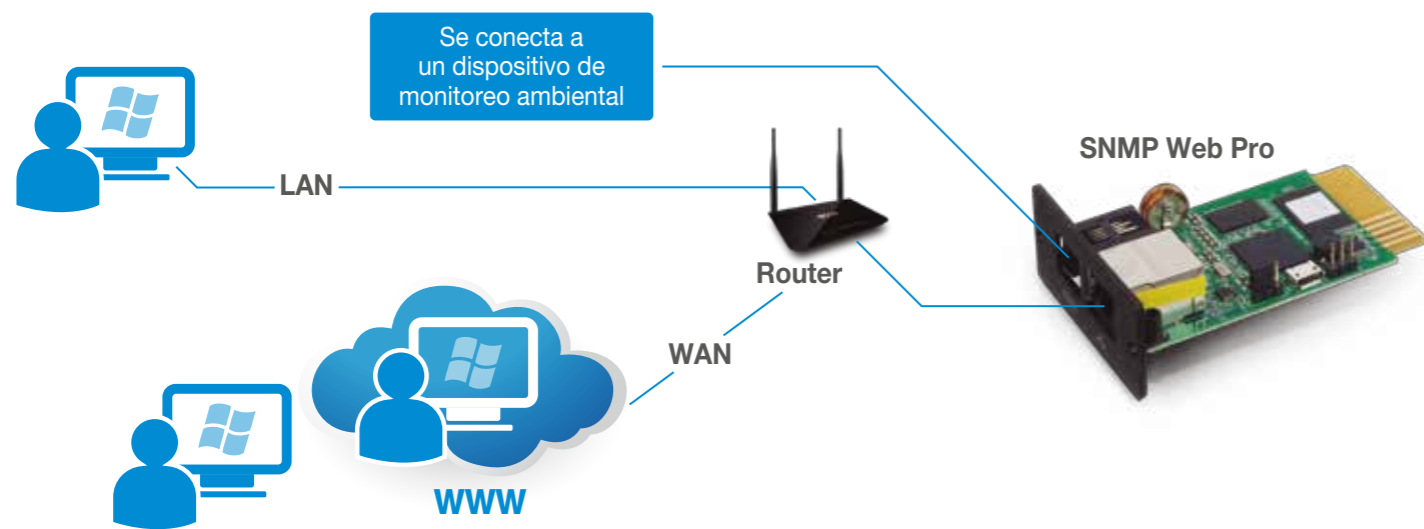 Se conecta a
un dispositivo de
monitoreo ambiental
SNMP Web Pro
LAN
Router
WAN
WWW